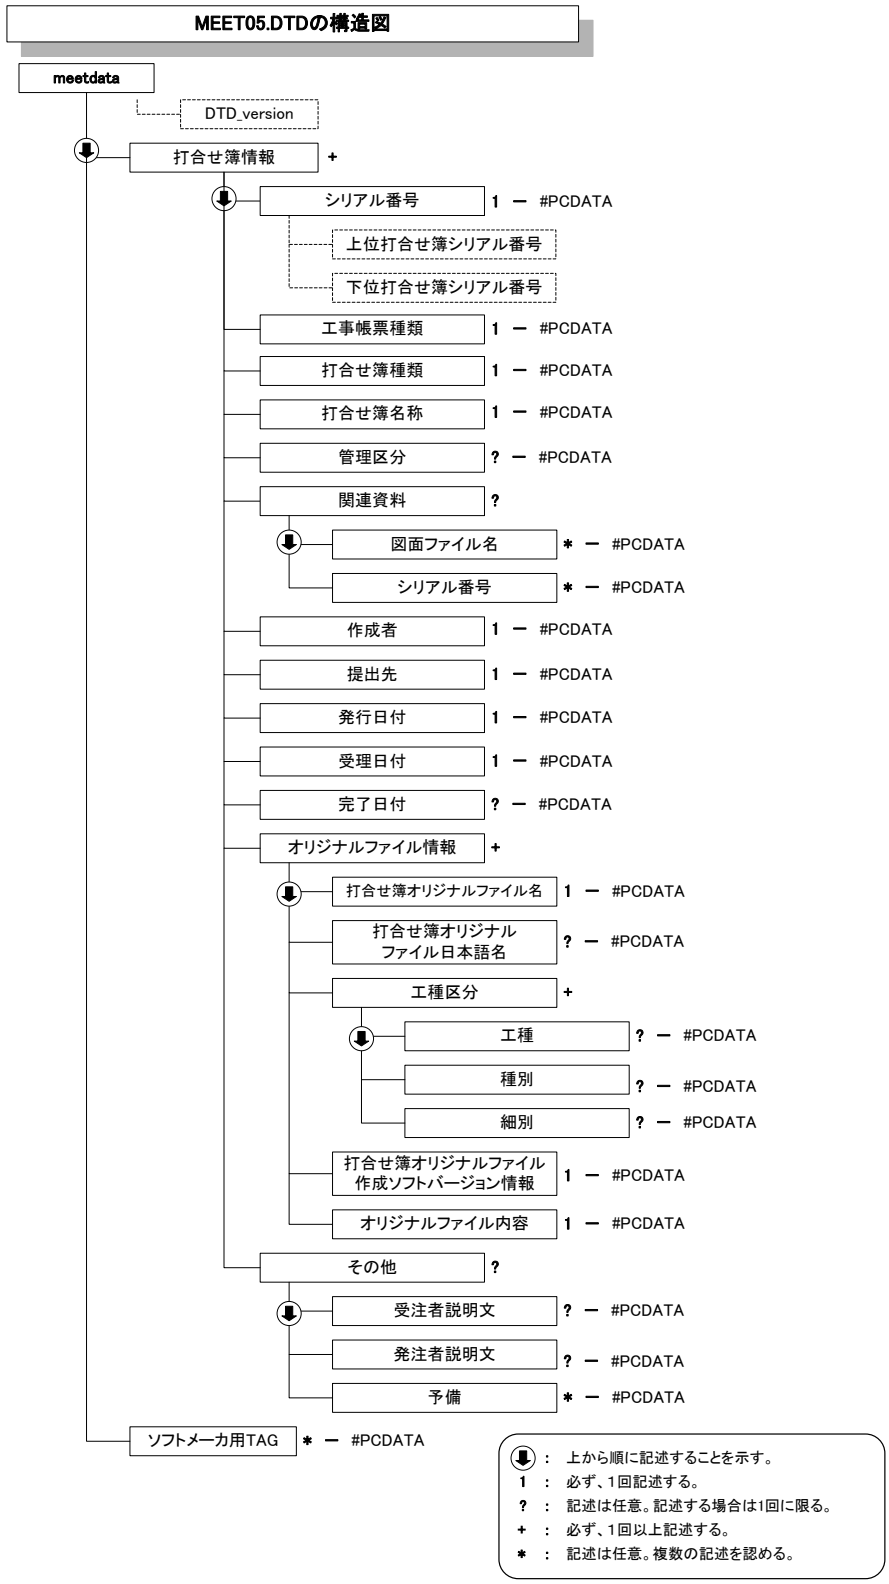 MEET05.DTDの構造図
meetdata
DTD_version
打合せ簿情報 +
シリアル番号 1 － #PCDATA
上位打合せ簿シリアル番号
下位打合せ簿シリアル番号
工事帳票種類 1 － #PCDATA
打合せ簿種類 1 － #PCDATA
打合せ簿名称 1 － #PCDATA
管理区分 ? － #PCDATA
関連資料 ?
図面ファイル名 * － #PCDATA
シリアル番号 * － #PCDATA
作成者 1 － #PCDATA
提出先 1 － #PCDATA
発行日付 1 － #PCDATA
受理日付 1 － #PCDATA
完了日付 ? － #PCDATA
オリジナルファイル情報 +
打合せ簿オリジナルファイル名 1 － #PCDATA
打合せ簿オリジナル
ファイル日本語名 ? － #PCDATA
工種区分 +
工種 ? － #PCDATA
種別 ? － #PCDATA
細別 ? － #PCDATA
打合せ簿オリジナルファイル
作成ソフトバージョン情報 1 － #PCDATA
オリジナルファイル内容 1 － #PCDATA
その他 ?
受注者説明文 ? － #PCDATA
発注者説明文 ? － #PCDATA
予備 * － #PCDATA
ソフトメーカ用TAG * － #PCDATA
： 上から順に記述することを示す。
1 ： 必ず、1回記述する。
? ： 記述は任意。記述する場合は1回に限る。
+ ： 必ず、1回以上記述する。
* ： 記述は任意。複数の記述を認める。